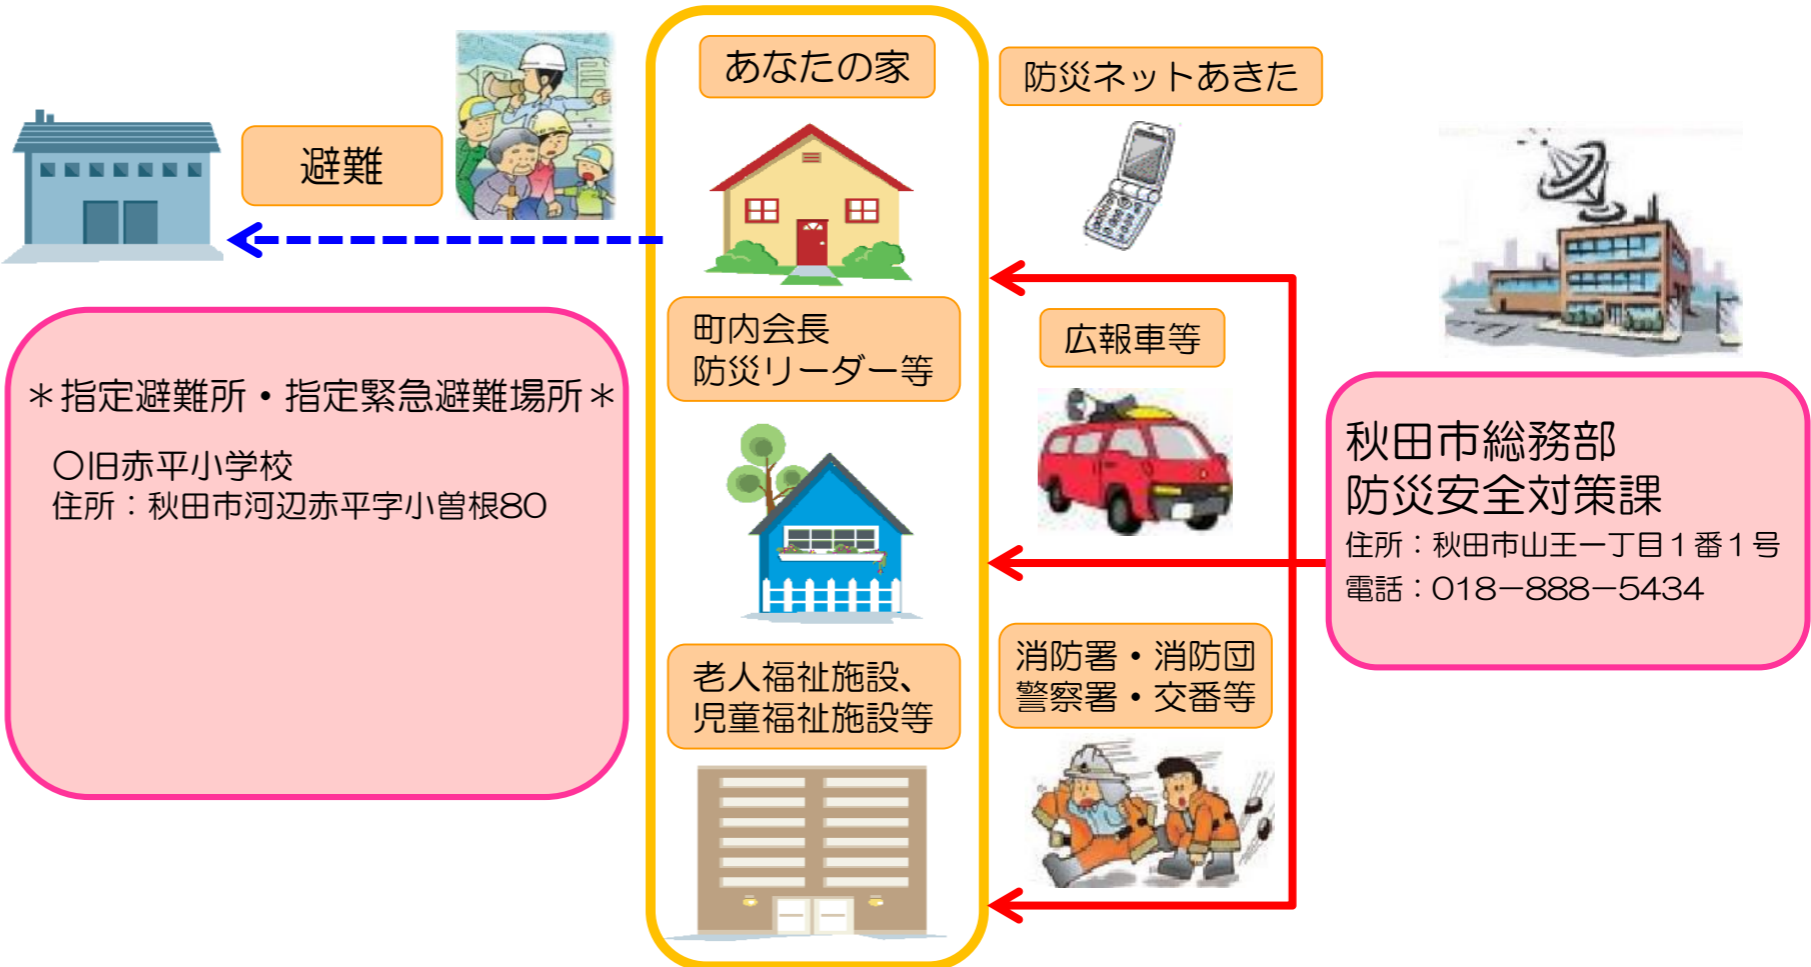 避難
あなたの家
防災ネットあきた
町内会長
防災リーダー等
広報車等
＊指定避難所・指定緊急避難場所＊
〇旧赤平小学校
住所：秋田市河辺赤平字小曽根80
秋田市総務部
防災安全対策課
住所：秋田市山王一丁目１番１号
電話：018－888－5434
老人福祉施設、
児童福祉施設等
消防署・消防団
警察署・交番等